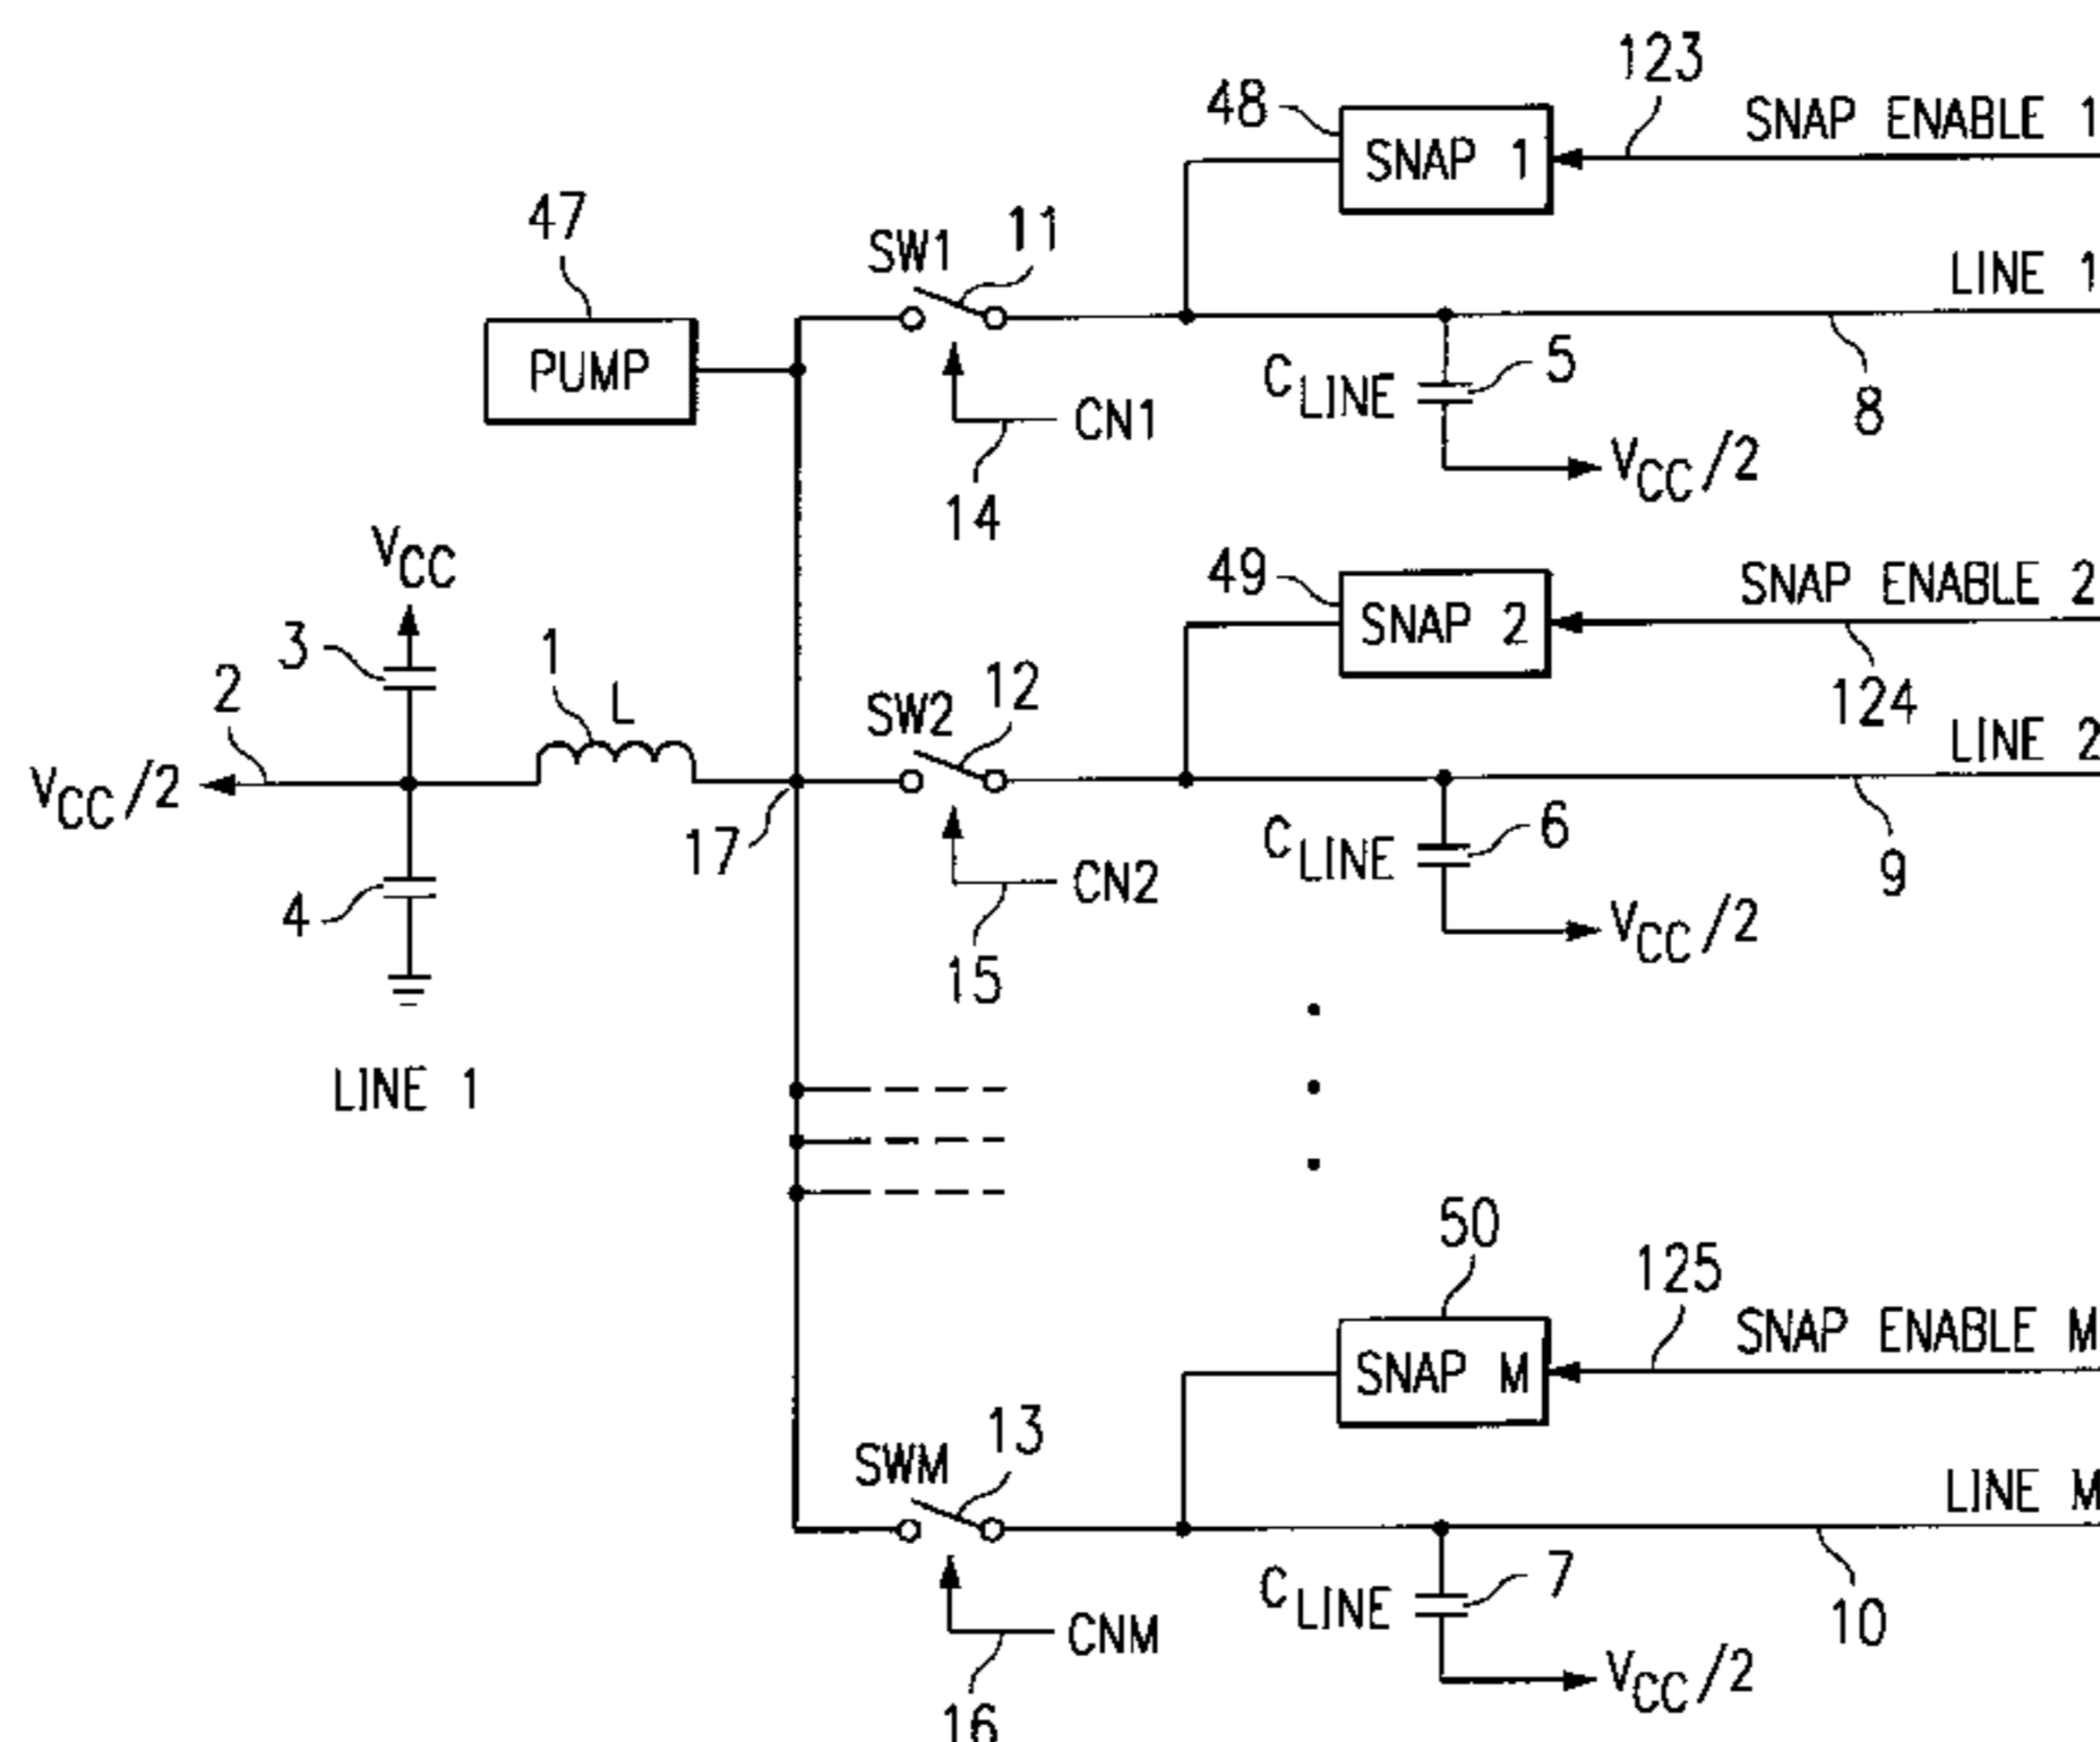 123
48
SNAP 1
SNAP ENABLE 1
47
SW1
11
LINE 1
PUMP
CN1
C LINE
5
8
14
VCC/2
VCC
49
SNAP 2
SNAP ENABLE 2
3
1
L
SW2
12
124
2
LINE 2
VCC/2
17
C LINE
6
4
CN2
9
15
VCC/2
LINE 1
50
125
SNAP M
SNAP ENABLE M
SWM
13
LINE M
C LINE
7
CNM
10
16
VCC/2